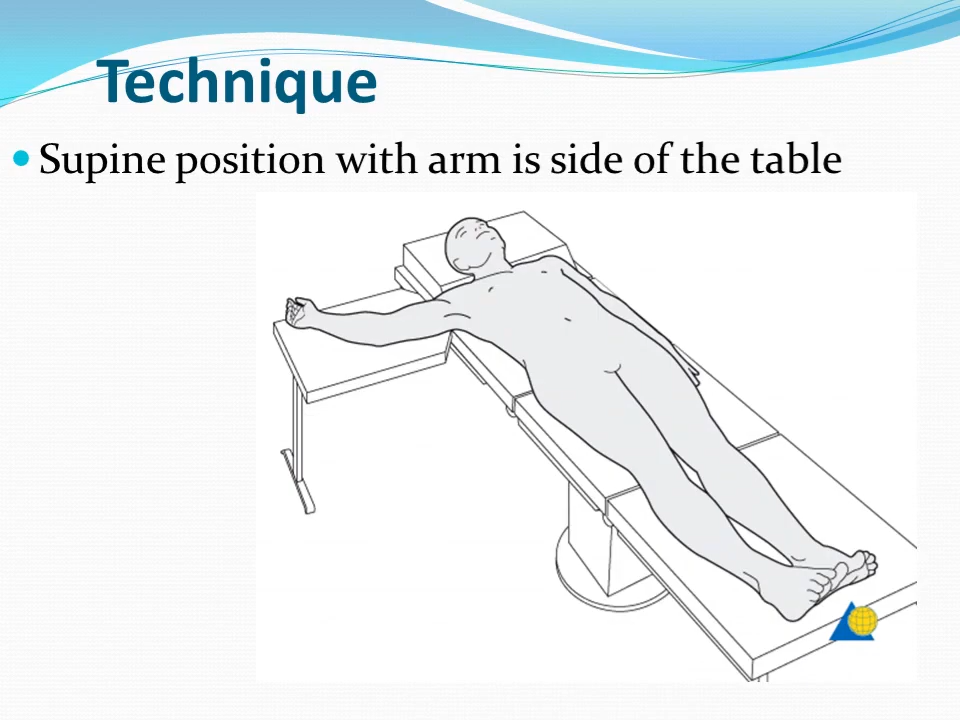 Technique
Supine position with arm is side of the table